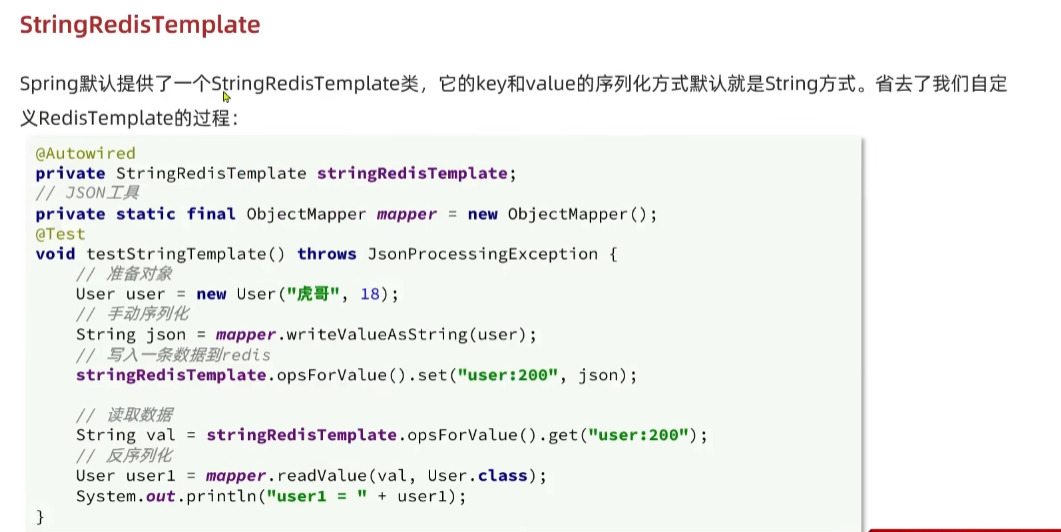 StringRedisTemplate
Spring默认提供了一个StringRedisTemplate类，它的key和value的序列化方式默认就是String方式。省去了我们自定
义RedisTemplate的过程：
@Autowired
private StringRedisTemplate stringRedisTemplate;
// JSON工具
private static final ObjectMapper mapper = new ObjectMapper();
@Test
void testStringTemplate() throws JsonProcessingException {
    // 准备对象
    User user = new User("虎哥", 18);
    // 手动序列化
    String json = mapper.writeValueAsString(user);
    // 写入一条数据到redis
    stringRedisTemplate.opsForValue().set("user:200", json);

    // 读取数据
    String val = stringRedisTemplate.opsForValue().get("user:200");
    // 反序列化
    User user1 = mapper.readValue(val, User.class);
    System.out.println("user1 = " + user1);
}